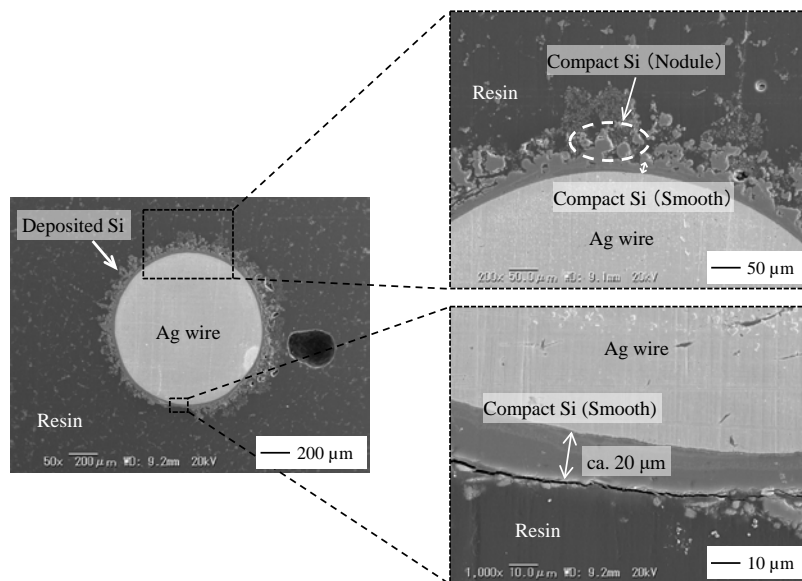 Deposited Si
Ag wire
Resin
50x 200µm WD: 9.2mm 20kV
200 µm
Compact Si（Nodule）
Resin
Compact Si（Smooth）
Ag wire
200x 50.0µm WD: 9.1mm 20kV
50 µm
Ag wire
Compact Si (Smooth)
ca. 20 µm
Resin
1,000x 10.0µm WD: 9.2mm 20kV
10 µm